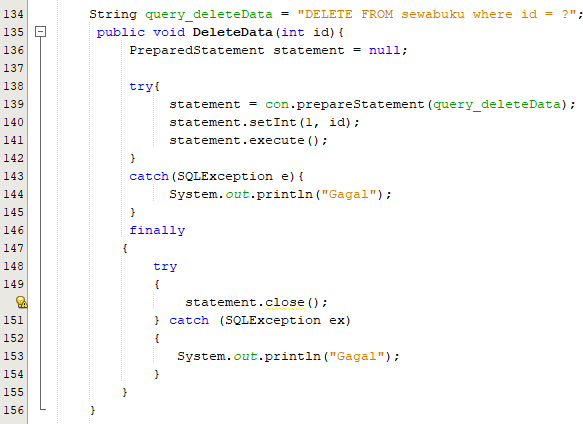 134 String query_deleteData = "DELETE FROM sewabuku where id = ?";
135 public void DeleteData(int id){
136 PreparedStatement statement = null;
137
138 try{
139 statement = con.prepareStatement(query_deleteData);
140 statement.setInt(1, id);
141 statement.execute();
142 }
143 catch(SQLException e){
144 System.out.println("Gagal");
145 }
146 finally
147 {
148 try
149 {
statement.close();
151 } catch (SQLException ex)
152 {
153 System.out.println("Gagal");
154 }
155 }
156 }